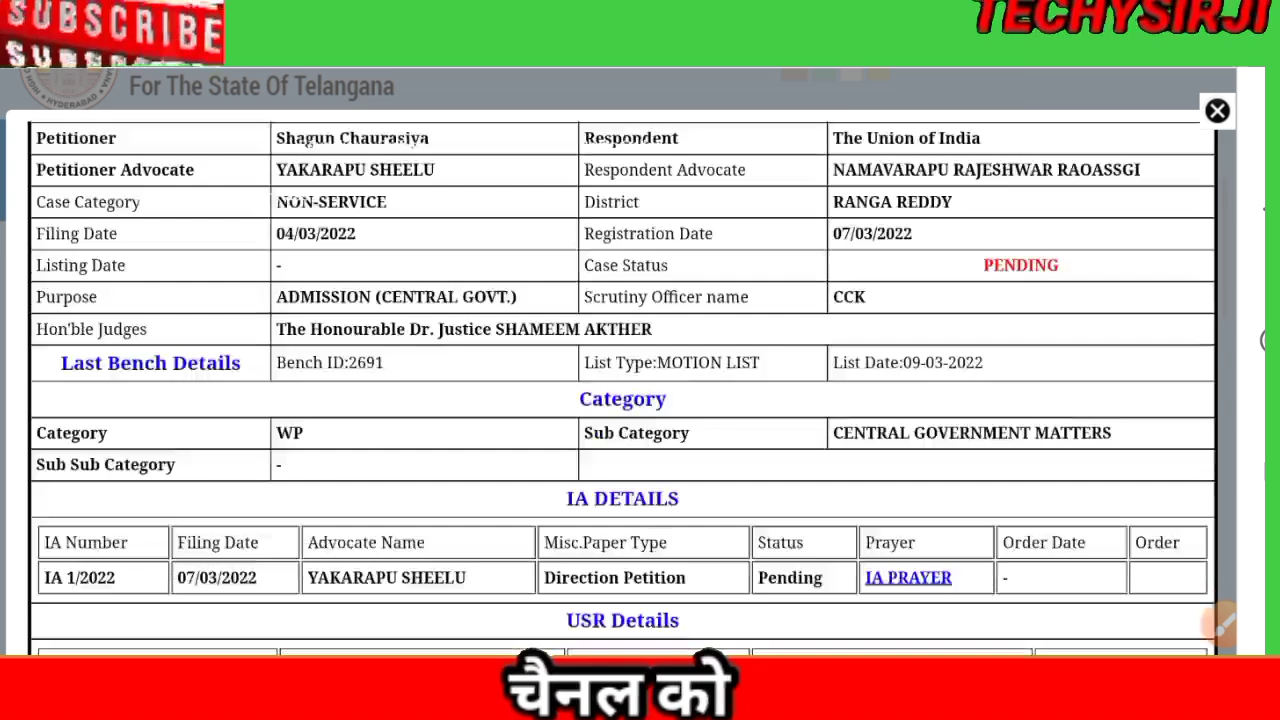 SUBSCRIBE
TECHYSIRJI
For The State Of Telangana
HYDERABAD
Petitioner Shagun Chaurasiya Respondent The Union of India
Petitioner Advocate YAKARAPU SHEELU Respondent Advocate NAMAVARAPU RAJESHWAR RAOASSGI
Case Category NON-SERVICE District RANGA REDDY
Filing Date 04/03/2022 Registration Date 07/03/2022
Listing Date - Case Status PENDING
Purpose ADMISSION (CENTRAL GOVT.) Scrutiny Officer name CCK
Hon'ble Judges The Honourable Dr. Justice SHAMEEM AKTHER
Last Bench Details Bench ID:2691 List Type:MOTION LIST List Date:09-03-2022
Category
Category WP Sub Category CENTRAL GOVERNMENT MATTERS
Sub Sub Category -
IA DETAILS
IA Number Filing Date Advocate Name Misc.Paper Type Status Prayer Order Date Order
IA 1/2022 07/03/2022 YAKARAPU SHEELU Direction Petition Pending IA PRAYER -
USR Details
चैनल को